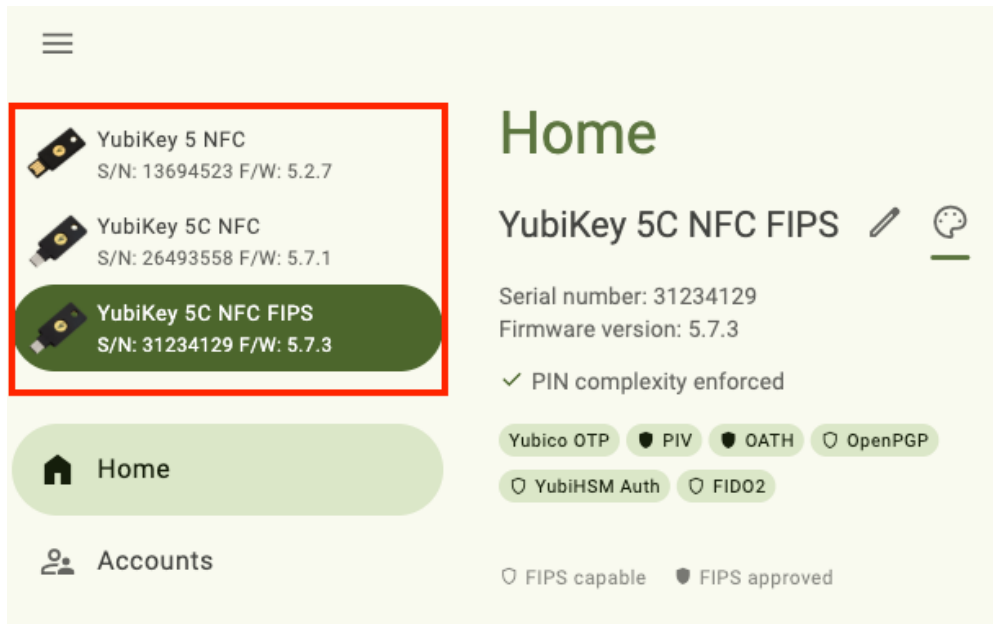 YubiKey 5 NFC
S/N: 13694523 F/W: 5.2.7
YubiKey 5C NFC
S/N: 26493558 F/W: 5.7.1
YubiKey 5C NFC FIPS
S/N: 31234129 F/W: 5.7.3
Home
Accounts
Home
YubiKey 5C NFC FIPS
Serial number: 31234129
Firmware version: 5.7.3
PIN complexity enforced
Yubico OTP PIV OATH OpenPGP
YubiHSM Auth FIDO2
FIPS capable FIPS approved